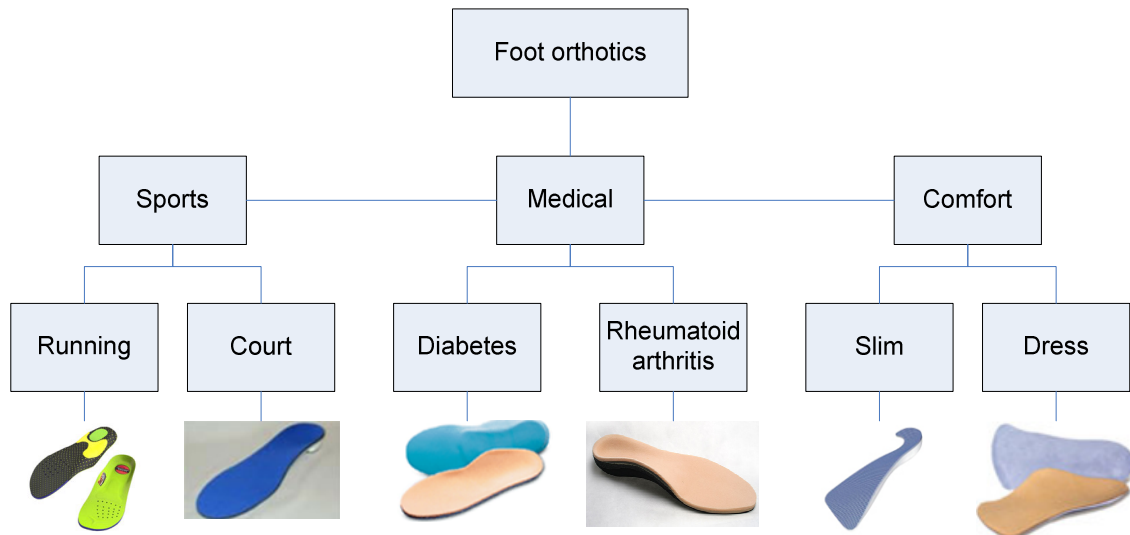 Foot orthotics
Sports
Medical
Comfort
Running
Court
Diabetes
Rheumatoid
arthritis
Slim
Dress